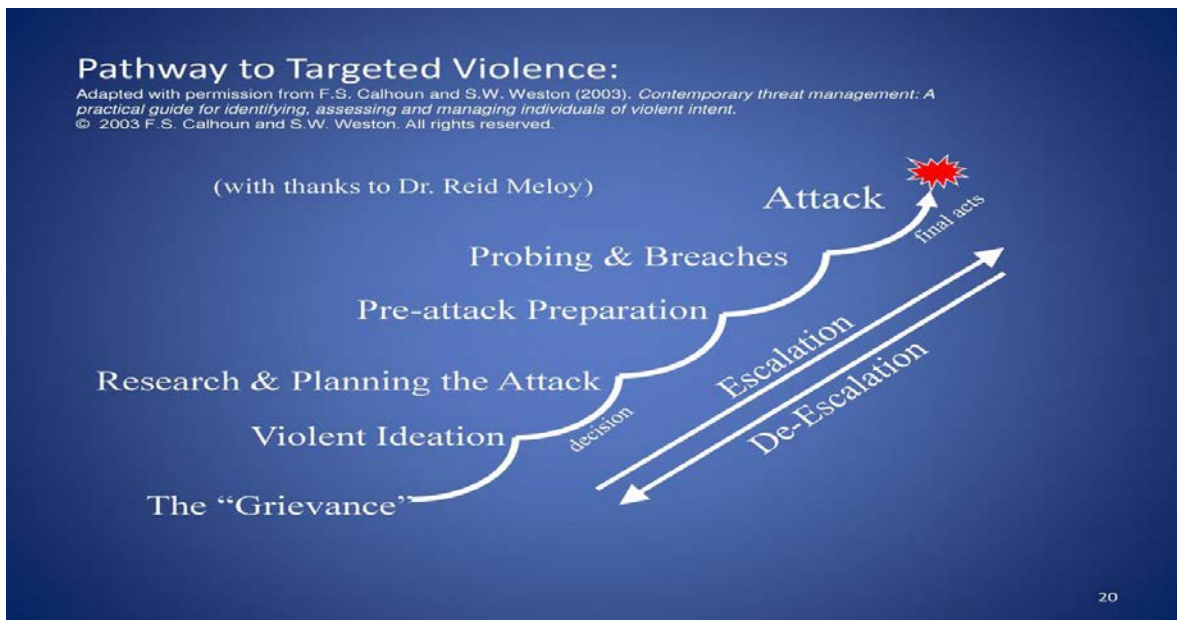 Pathway to Targeted Violence:
Adapted with permission from F.S. Calhoun and S.W. Weston (2003). Contemporary threat management: A
practical guide for identifying, assessing and managing individuals of violent intent.
© 2003 F.S. Calhoun and S.W. Weston. All rights reserved.
(with thanks to Dr. Reid Meloy)
Attack
final acts
Probing & Breaches
Pre-attack Preparation
Escalation
De-Escalation
Research & Planning the Attack
decision
Violent Ideation
The “Grievance”
20